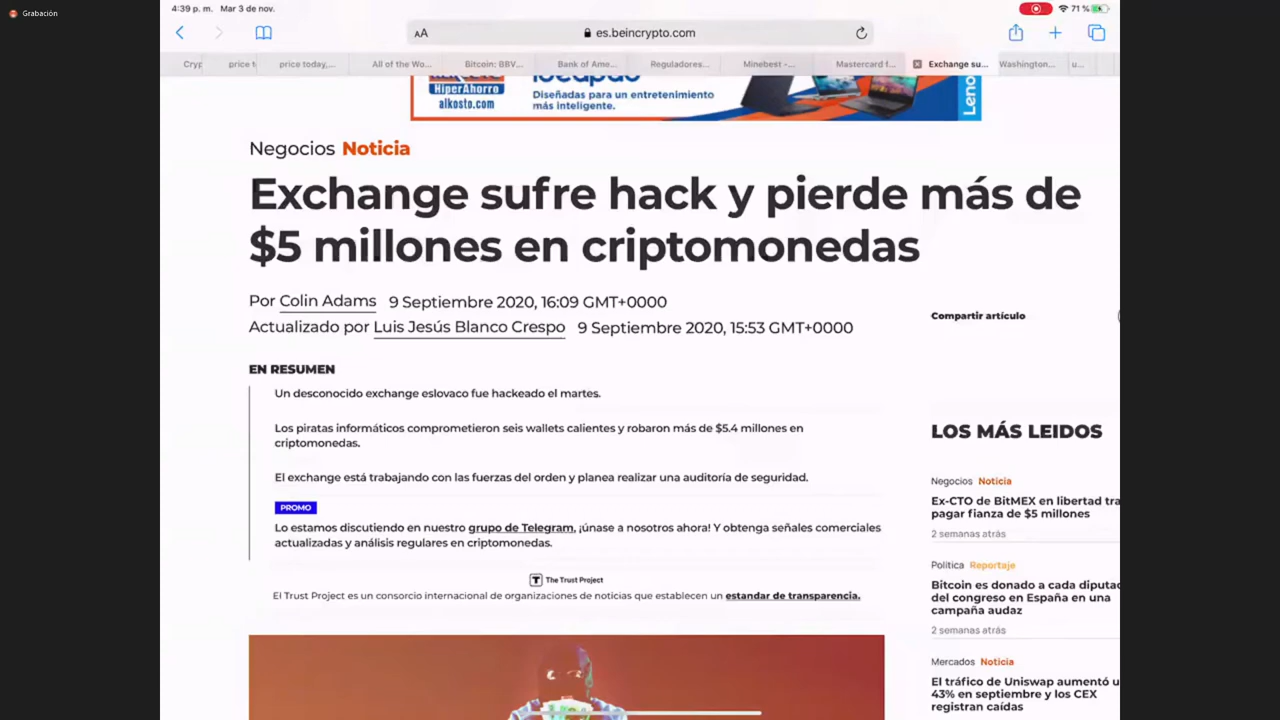 Grabación
4:39 p. m. Mar 3 de nov.
71 %
AA
es.beincrypto.com
Cryp
price t
price today,...
All of the Wo...
Bitcoin: BBV...
Bank of Ame...
Reguladores...
Minebest -...
Mastercard f...
Exchange su...
Washington...
u...
HiperAhorro
alkosto.com
Diseñadas para un entretenimiento
más inteligente.
Negocios Noticia
Exchange sufre hack y pierde más de
$5 millones en criptomonedas
Por Colin Adams 9 Septiembre 2020, 16:09 GMT+0000
Actualizado por Luis Jesús Blanco Crespo 9 Septiembre 2020, 15:53 GMT+0000
Compartir artículo
EN RESUMEN
Un desconocido exchange eslovaco fue hackeado el martes.
Los piratas informáticos comprometieron seis wallets calientes y robaron más de $5.4 millones en
criptomonedas.
El exchange está trabajando con las fuerzas del orden y planea realizar una auditoría de seguridad.
PROMO
Lo estamos discutiendo en nuestro grupo de Telegram, ¡únase a nosotros ahora! Y obtenga señales comerciales
actualizadas y análisis regulares en criptomonedas.
T The Trust Project
El Trust Project es un consorcio internacional de organizaciones de noticias que establecen un estandar de transparencia.
LOS MÁS LEIDOS
Negocios Noticia
Ex-CTO de BitMEX en libertad tra
pagar fianza de $5 millones
2 semanas atrás
Política Reportaje
Bitcoin es donado a cada diputa
del congreso en España en una
campaña audaz
2 semanas atrás
Mercados Noticia
El tráfico de Uniswap aumentó u
43% en septiembre y los CEX
registran caídas